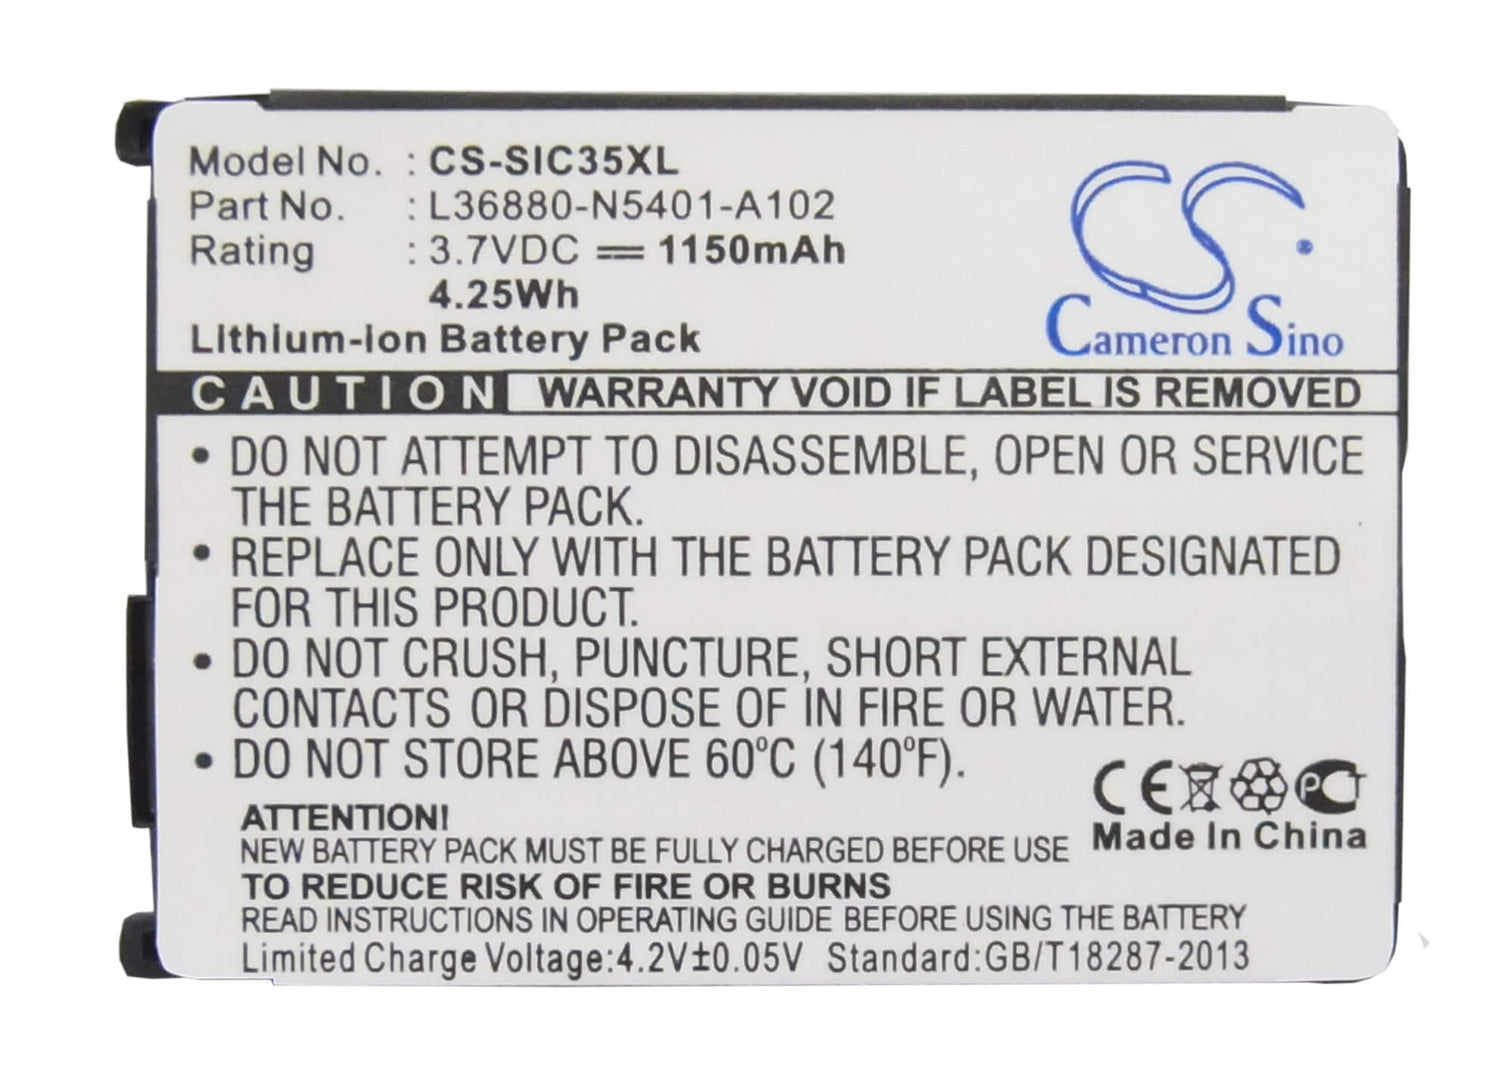 Model No. : CS-SIC35XL
Part No. : L36880-N5401-A102
Rating : 3.7VDC ⎓ 1150mAh
4.25Wh
Lithium-Ion Battery Pack
CS
Cameron Sino
CAUTION WARRANTY VOID IF LABEL IS REMOVED
• DO NOT ATTEMPT TO DISASSEMBLE, OPEN OR SERVICE
THE BATTERY PACK.
• REPLACE ONLY WITH THE BATTERY PACK DESIGNATED
FOR THIS PRODUCT.
• DO NOT CRUSH, PUNCTURE, SHORT EXTERNAL
CONTACTS OR DISPOSE OF IN FIRE OR WATER.
• DO NOT STORE ABOVE 60°C (140°F).
CE PCT
Made In China
ATTENTION!
NEW BATTERY PACK MUST BE FULLY CHARGED BEFORE USE
TO REDUCE RISK OF FIRE OR BURNS
READ INSTRUCTIONS IN OPERATING GUIDE BEFORE USING THE BATTERY
Limited Charge Voltage:4.2V±0.05V Standard:GB/T18287-2013